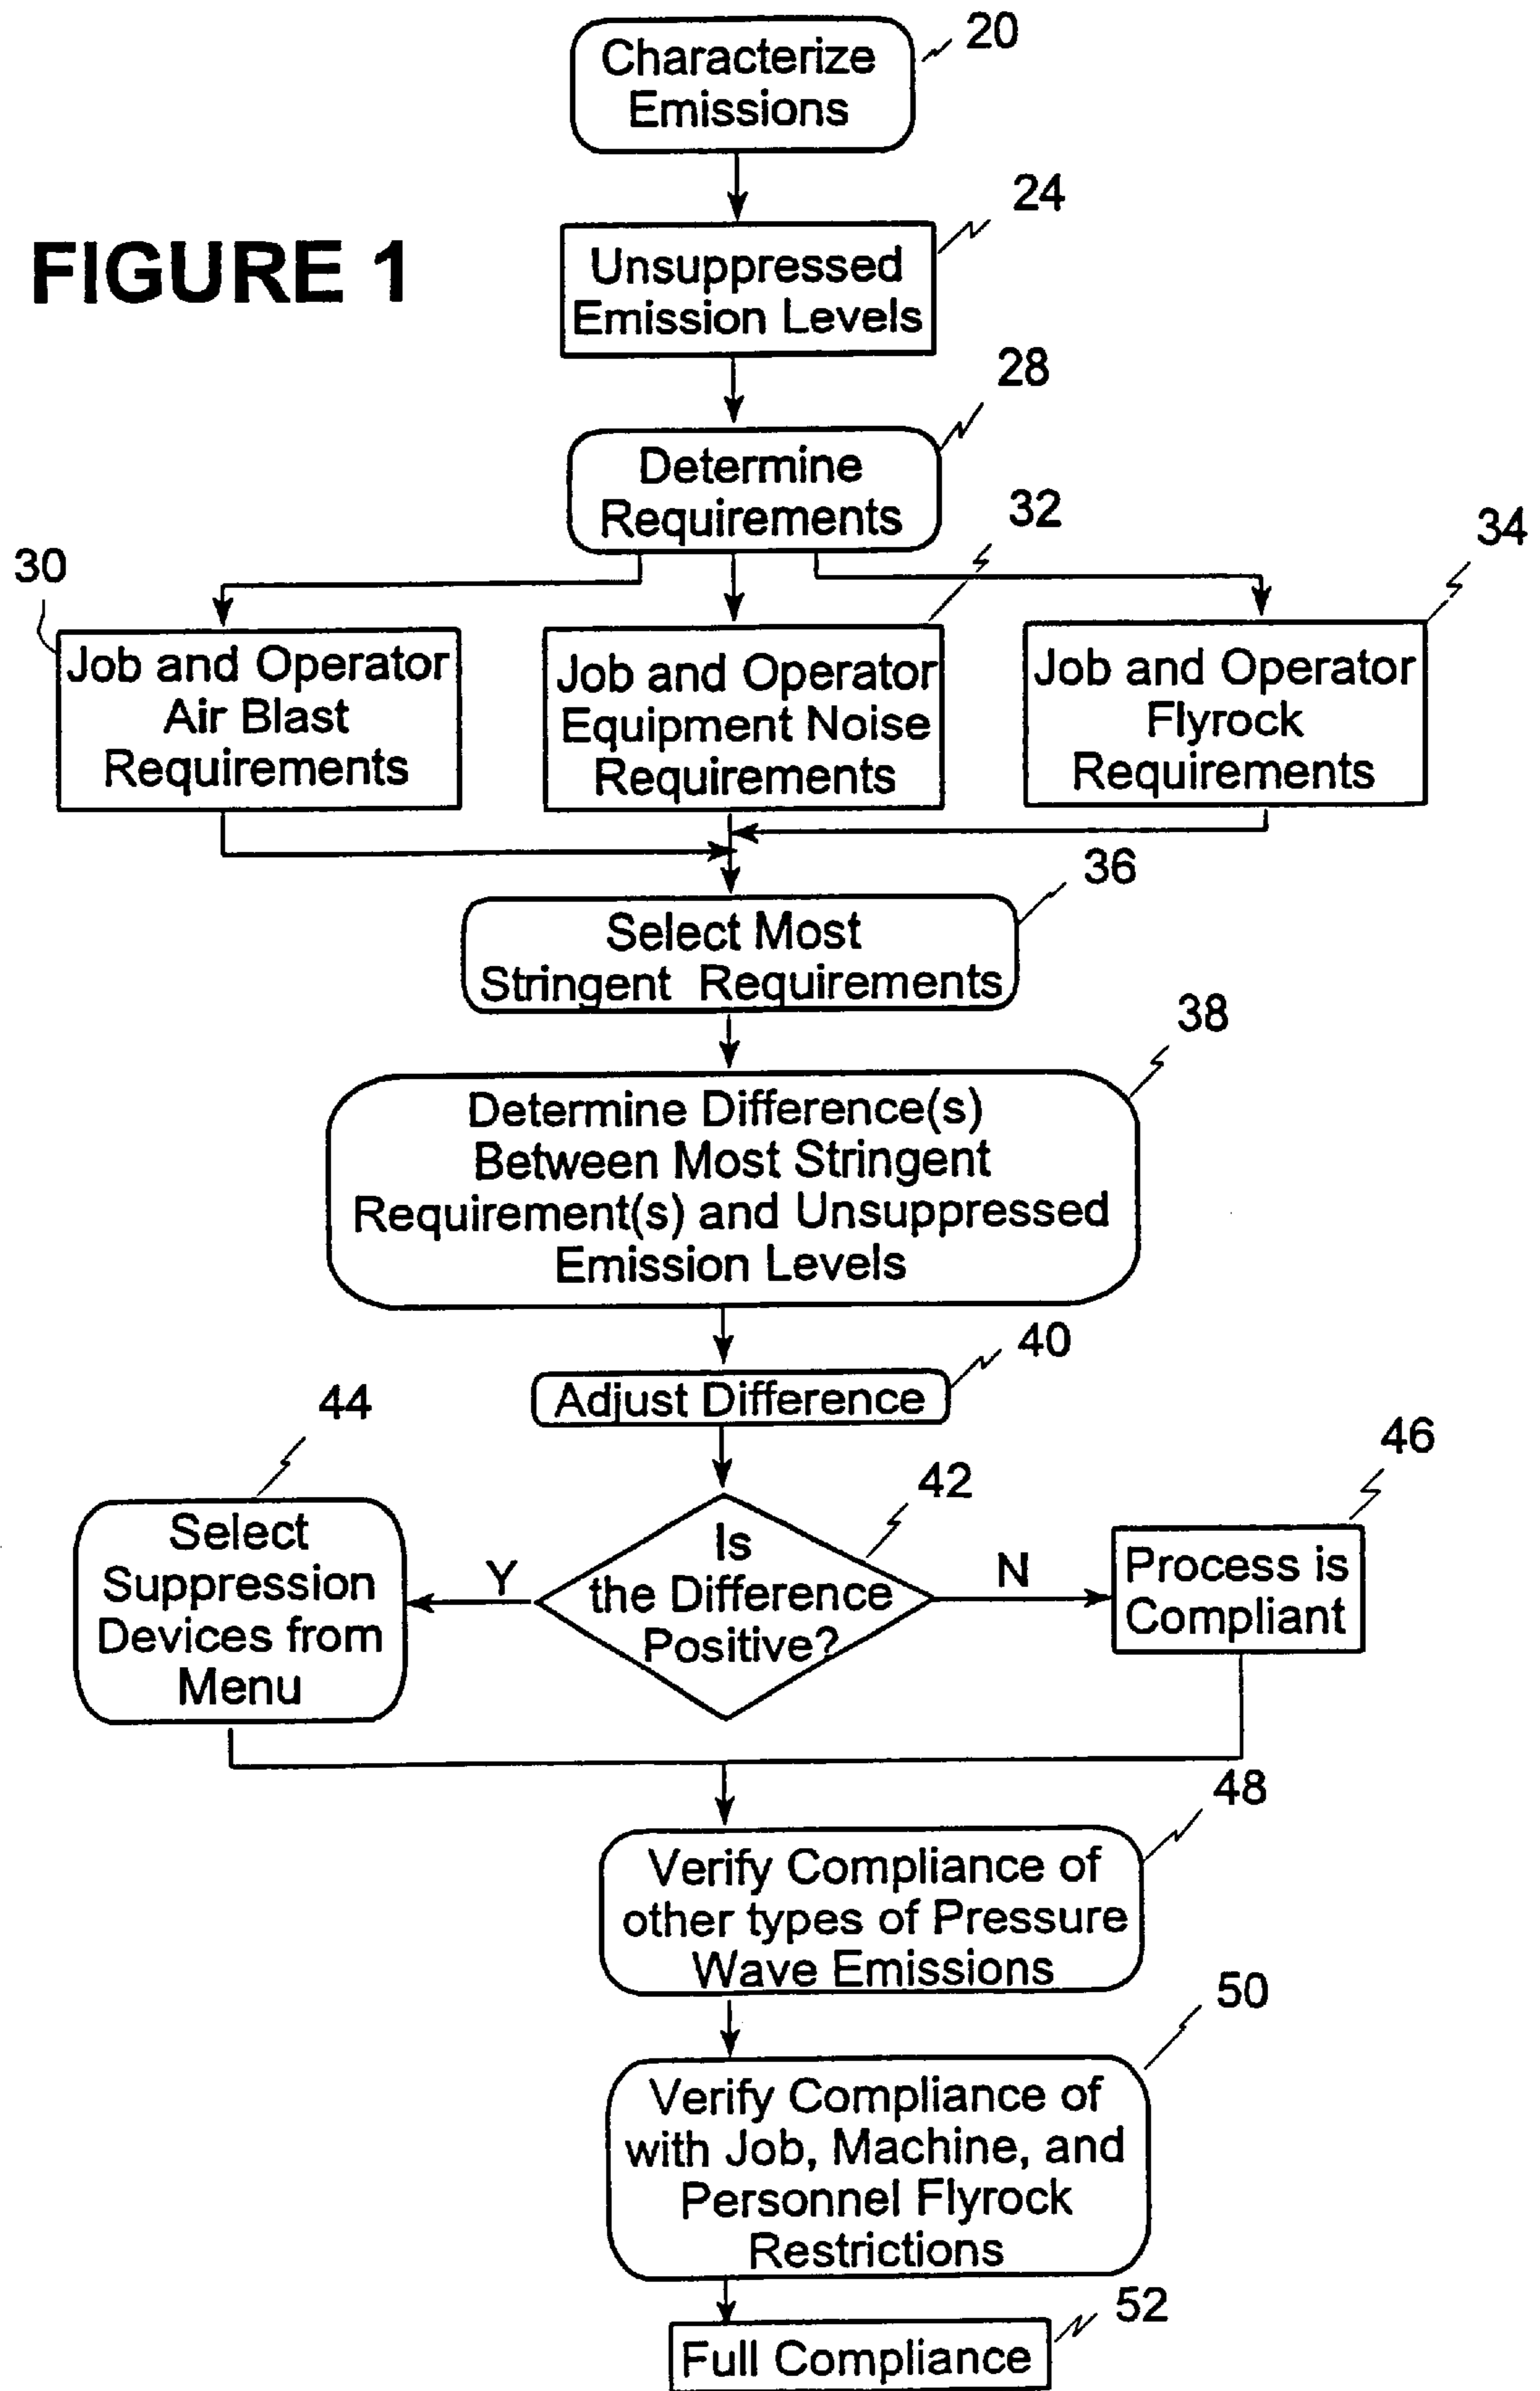 20
Characterize
Emissions
24
FIGURE 1
Unsuppressed
Emission Levels
28
Determine
Requirements
32
34
30
Job and Operator
Air Blast
Requirements
Job and Operator
Equipment Noise
Requirements
Job and Operator
Flyrock
Requirements
36
Select Most
Stringent Requirements
38
Determine Difference(s)
Between Most Stringent
Requirement(s) and Unsuppressed
Emission Levels
40
Adjust Difference
44
42
46
Select
Suppression
Devices from
Menu
Y
Is
the Difference
Positive?
N
Process is
Compliant
48
Verify Compliance of
other types of Pressure
Wave Emissions
50
Verify Compliance of
with Job, Machine, and
Personnel Flyrock
Restrictions
52
Full Compliance